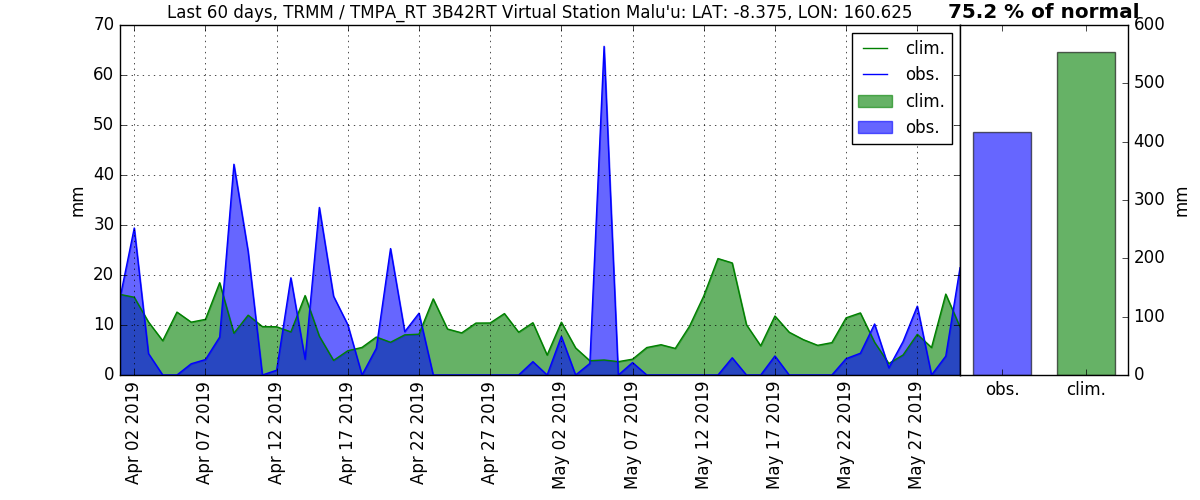 Last 60 days, TRMM / TMPA_RT 3B42RT Virtual Station Malu'u: LAT: -8.375, LON: 160.625
75.2 % of normal
70
60
50
40
30
20
10
0
mm
clim.
obs.
clim.
obs.
Apr 02 2019
Apr 07 2019
Apr 12 2019
Apr 17 2019
Apr 22 2019
Apr 27 2019
May 02 2019
May 07 2019
May 12 2019
May 17 2019
May 22 2019
May 27 2019
600
500
400
300
200
100
0
mm
obs.
clim.